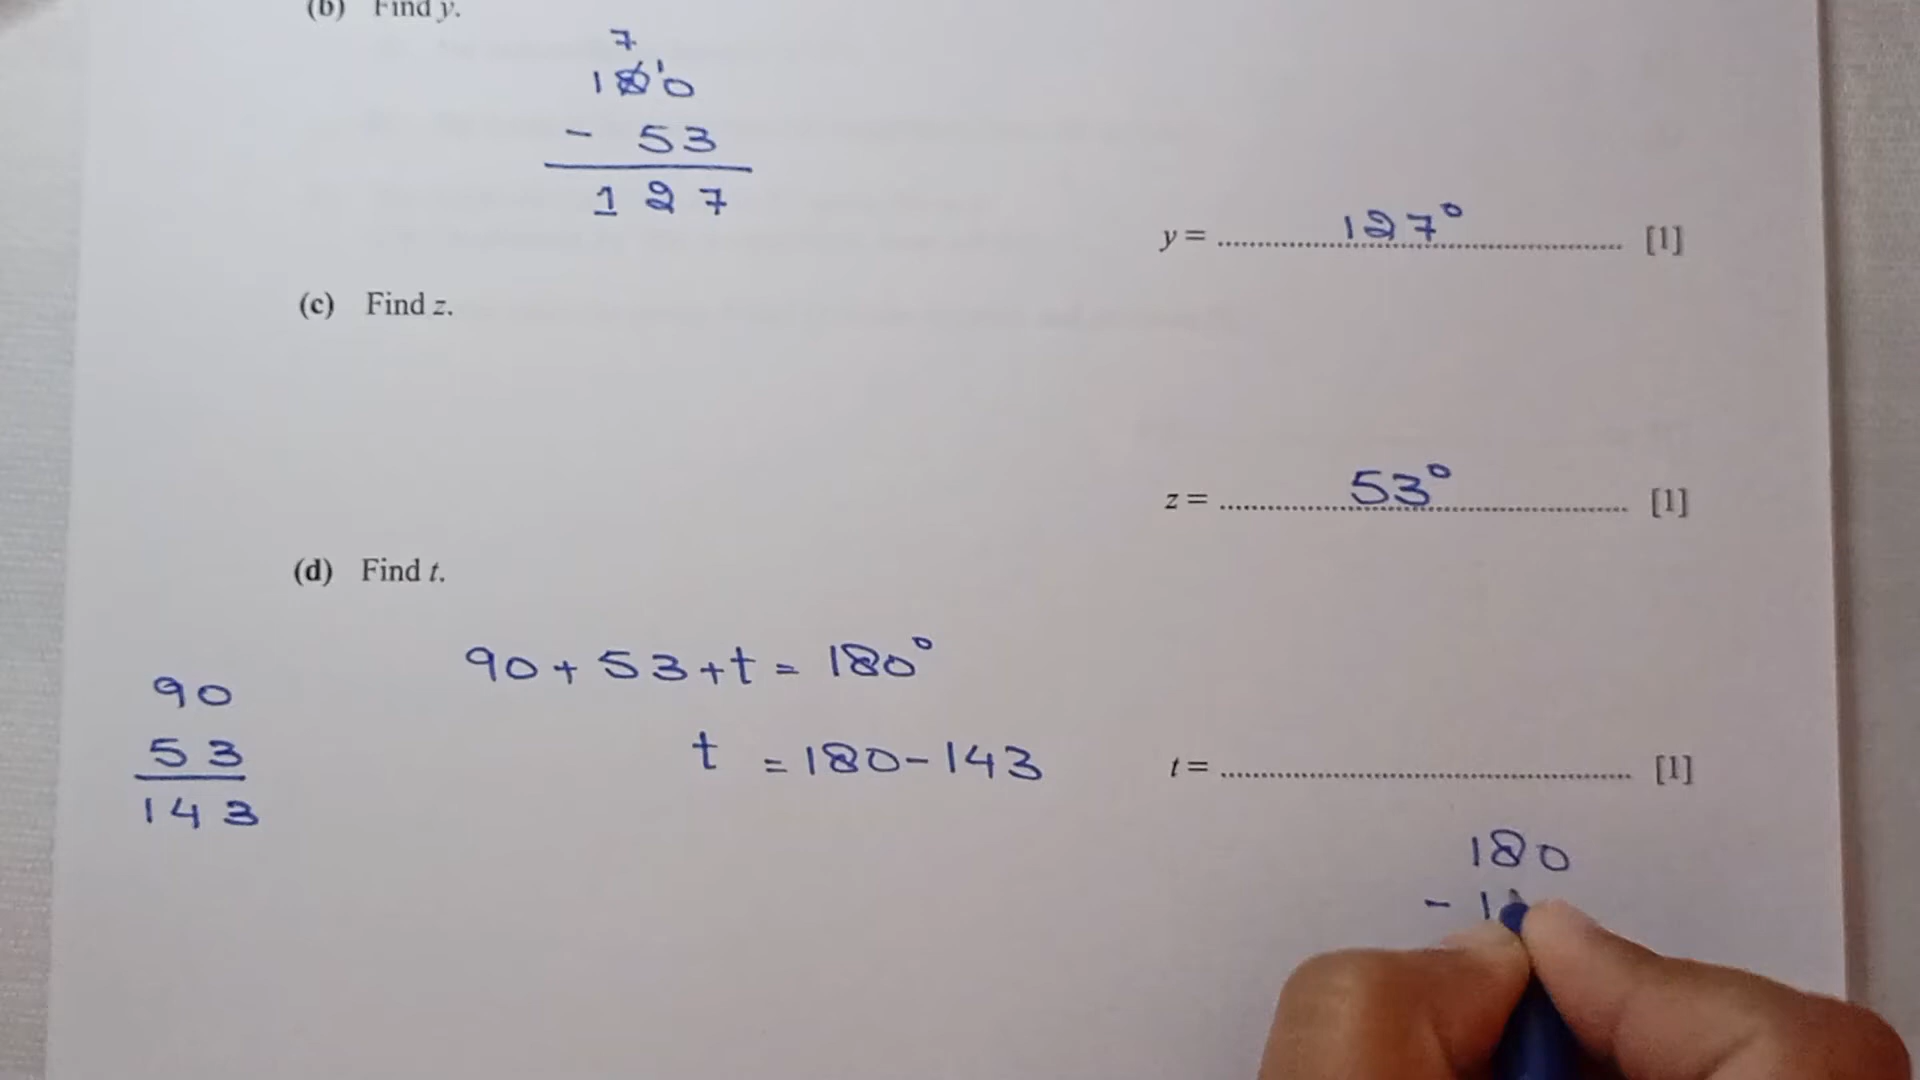 (b) Find y.
7
180
- 53
127
y = 127° [1]
(c) Find z.
z = 53° [1]
(d) Find t.
90 + 53 + t = 180°
90
53
143
t = 180 - 143
t = [1]
180
- 1